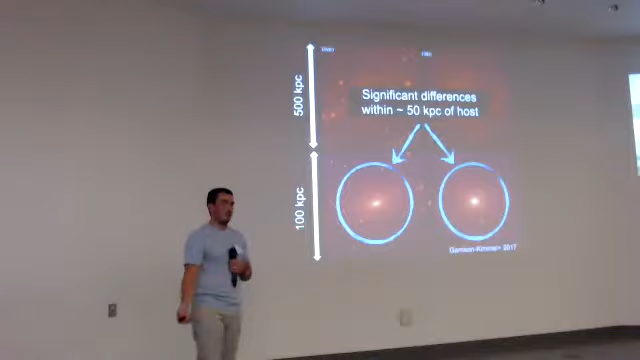 500 kpc
Significant differences
within ~ 50 kpc of host
100 kpc
Garrison-Kimmel+ 2017